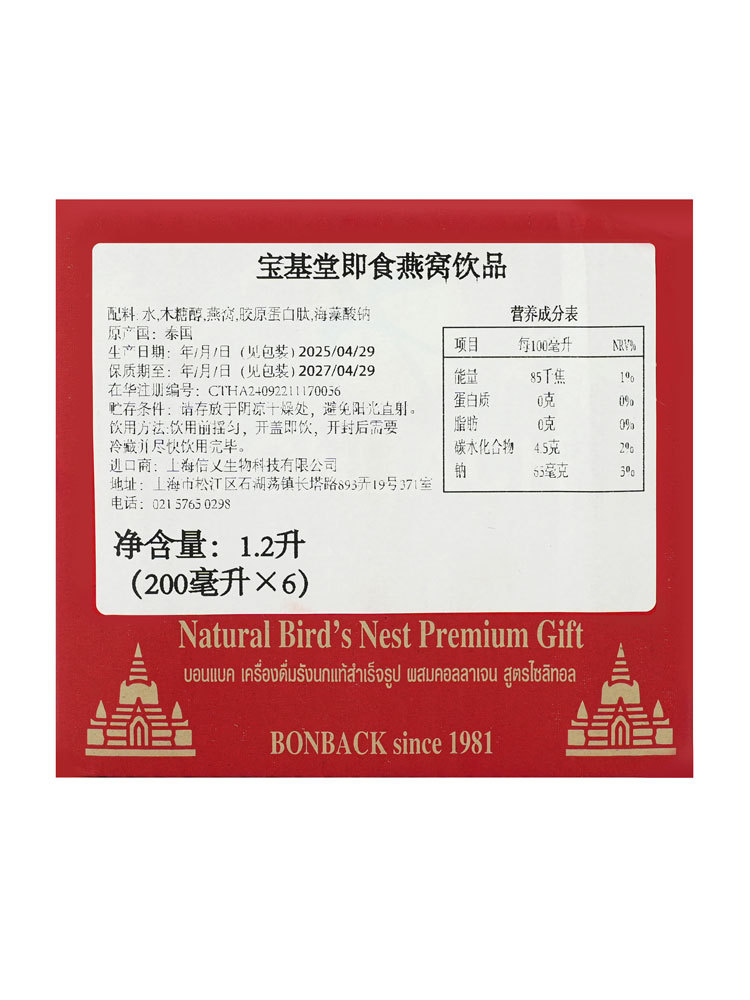 宝基堂即食燕窝饮品
配料:水,木糖醇,燕窝,胶原蛋白肽,海藻酸钠
原产国：泰国
生产日期：年/月/日（见包装）2025/04/29
保质期至：年/月/日（见包装）2027/04/29
在华注册编号：CTHA24092211170056
贮存条件：请存放于阴凉干燥处，避免阳光直射。
饮用方法:饮用前摇匀，开盖即饮，开封后需要
冷藏并尽快饮用完毕。
进口商：上海信义生物科技有限公司
地址：上海市松江区石湖荡镇长塔路893弄19号371室
电话：021 5765 0298
营养成分表
项目 每100毫升 NRV%
能量 85千焦 1%
蛋白质 0克 0%
脂肪 0克 0%
碳水化合物 4.5克 2%
钠 55毫克 3%
净含量：1.2升
（200毫升×6）
Natural Bird's Nest Premium Gift
บอนแบค เครื่องดื่มรังนกแท้สำเร็จรูป ผสมคอลลาเจน สูตรไซลิทอล
BONBACK since 1981